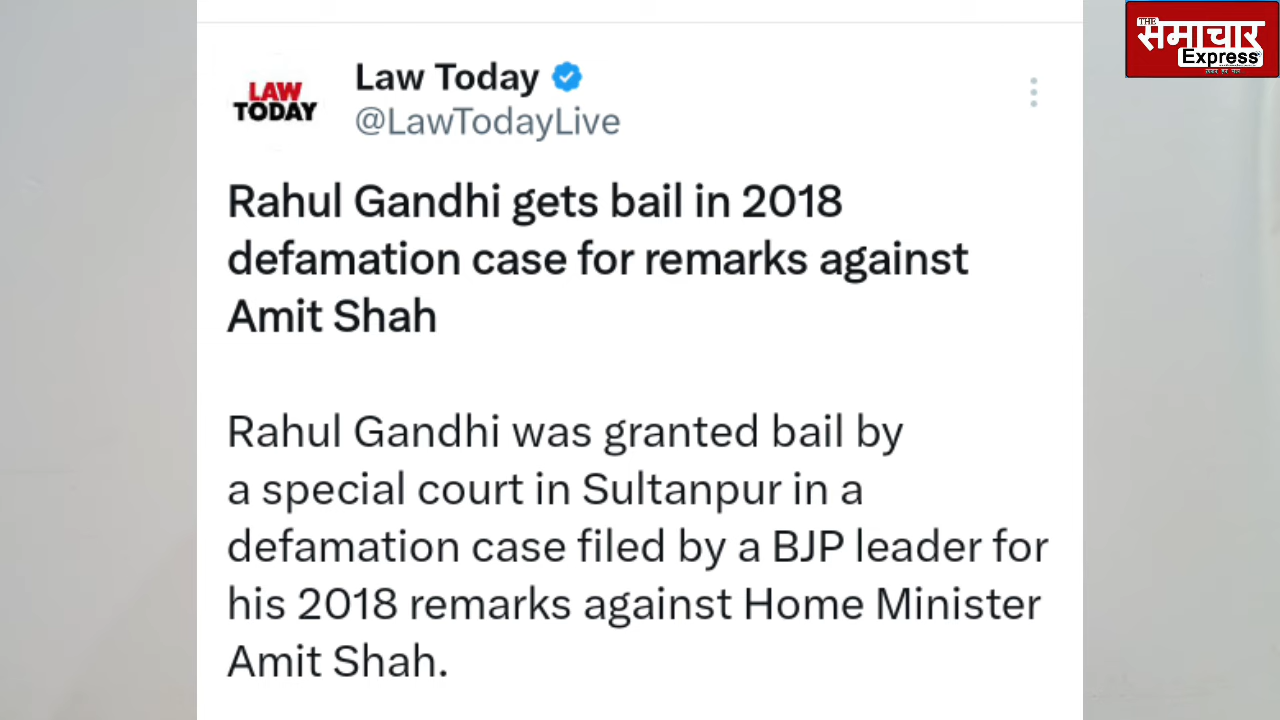 THE
समाचार
Express
LAW
TODAY
Law Today
@LawTodayLive
Rahul Gandhi gets bail in 2018
defamation case for remarks against
Amit Shah
Rahul Gandhi was granted bail by
a special court in Sultanpur in a
defamation case filed by a BJP leader for
his 2018 remarks against Home Minister
Amit Shah.